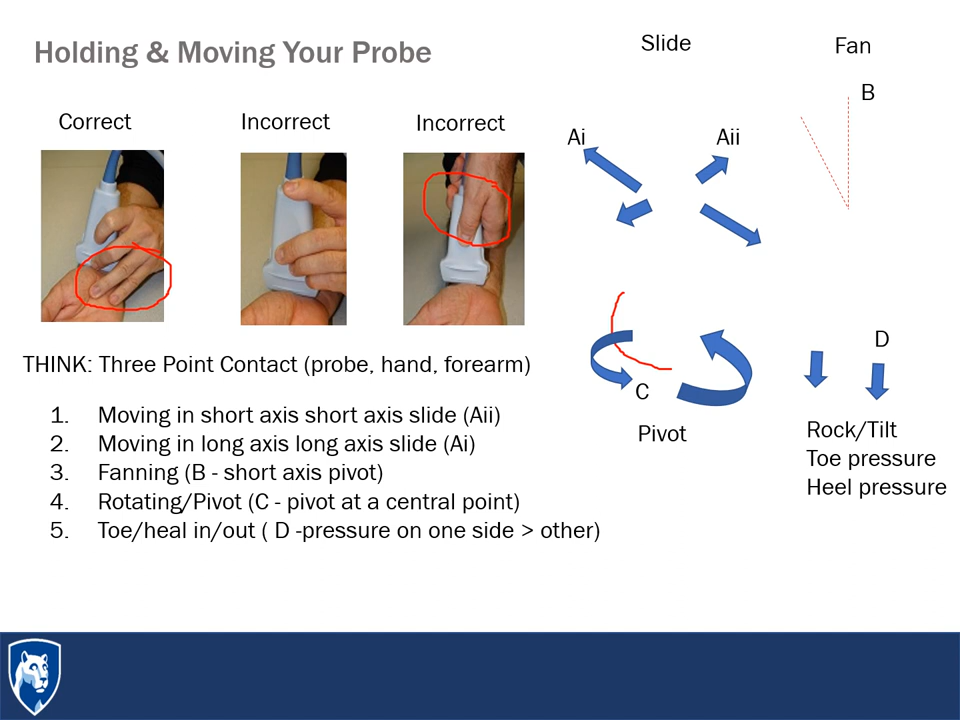 Holding & Moving Your Probe
Slide
Fan
B
Correct
Incorrect
Incorrect
Ai
Aii
THINK: Three Point Contact (probe, hand, forearm)
1. Moving in short axis short axis slide (Aii)
2. Moving in long axis long axis slide (Ai)
3. Fanning (B - short axis pivot)
4. Rotating/Pivot (C - pivot at a central point)
5. Toe/heal in/out ( D -pressure on one side > other)
C
Pivot
D
Rock/Tilt
Toe pressure
Heel pressure